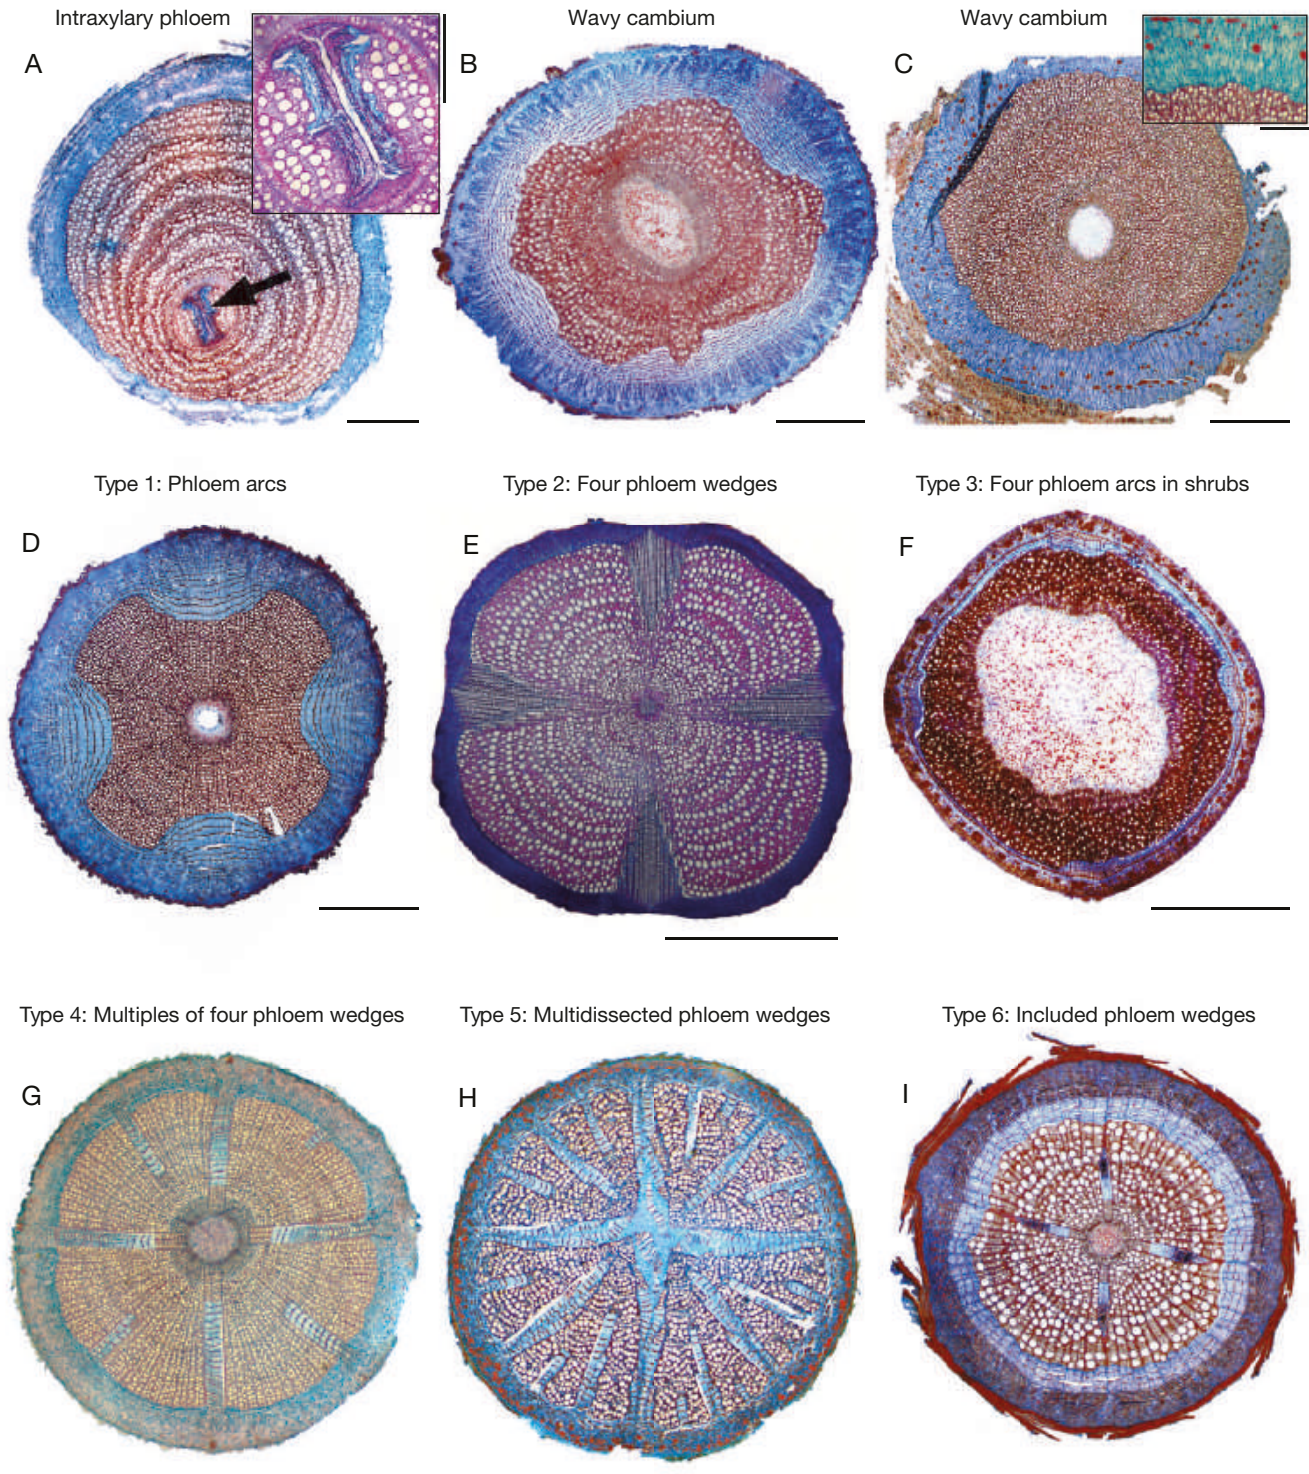 Intraxylary phloem
Wavy cambium
Wavy cambium
A
B
C
Type 1: Phloem arcs
Type 2: Four phloem wedges
Type 3: Four phloem arcs in shrubs
D
E
F
Type 4: Multiples of four phloem wedges
Type 5: Multidissected phloem wedges
Type 6: Included phloem wedges
G
H
I